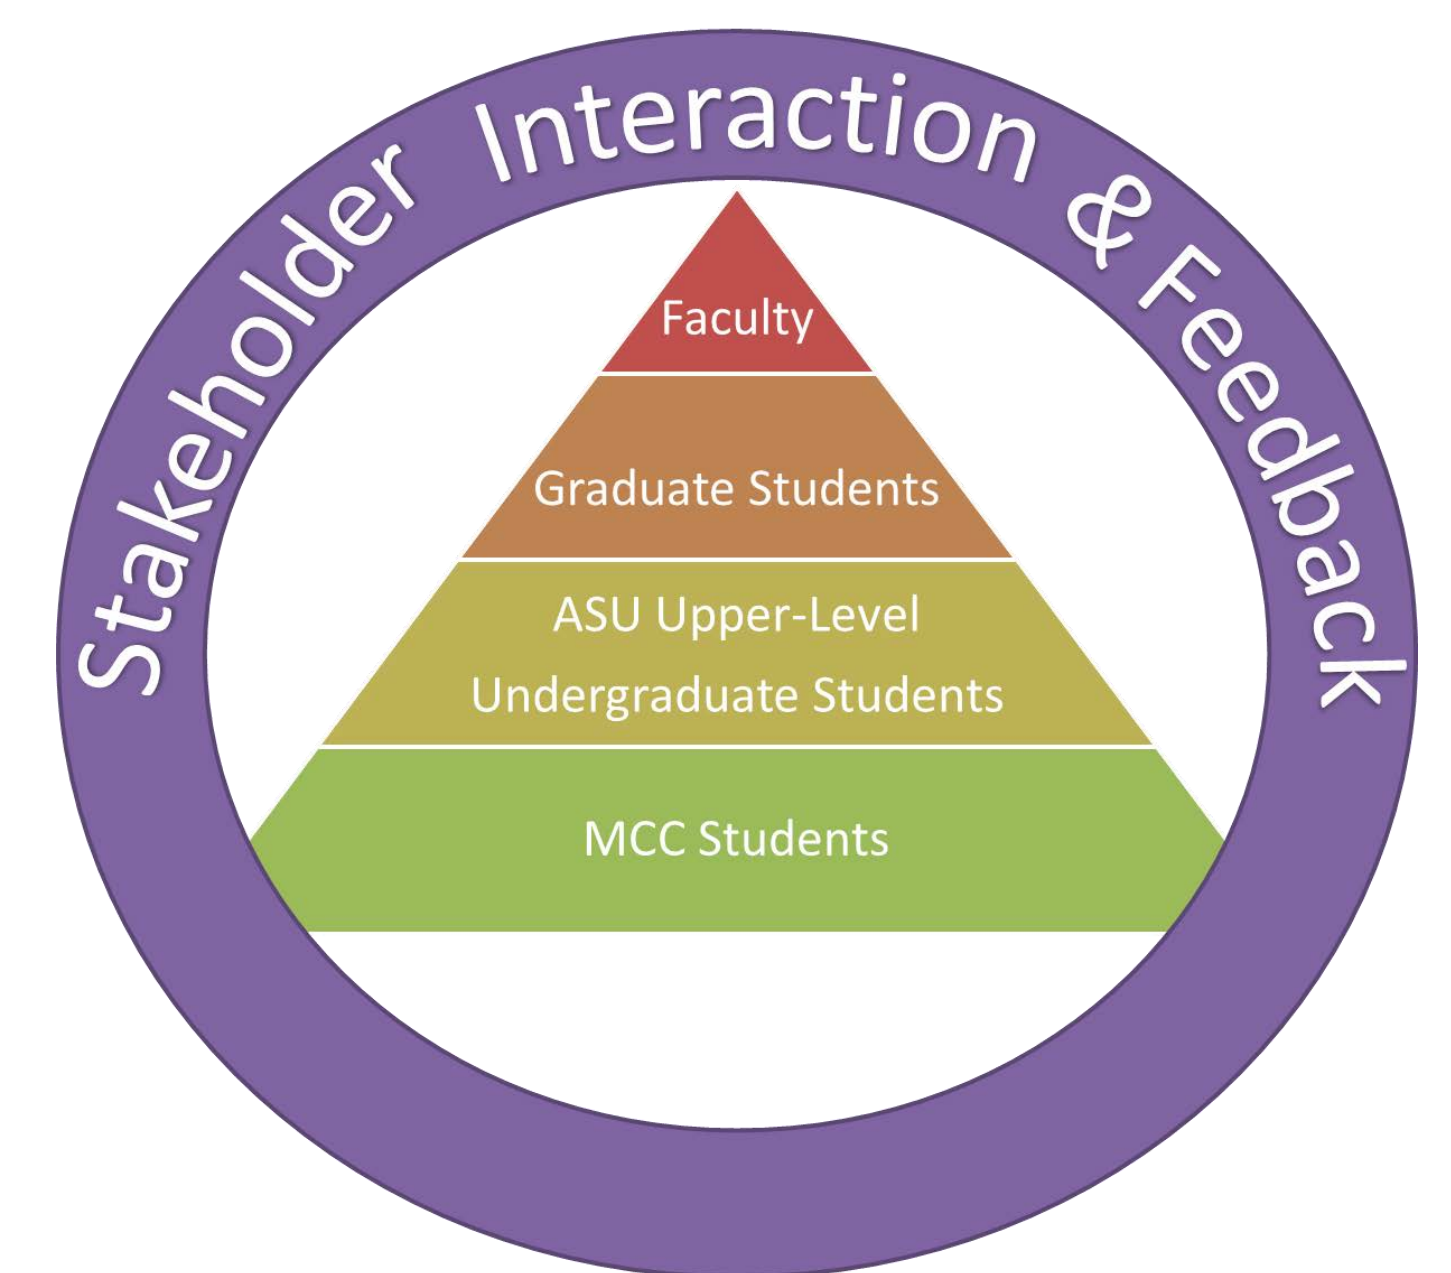 Stakeholder Interaction & Feedback
Faculty
Graduate Students
ASU Upper-Level
Undergraduate Students
MCC Students